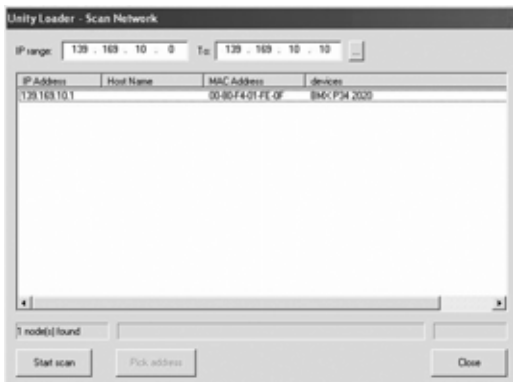 Unity Loader - Scan Network
IP range: 139 . 169 . 10 . 0 To: 139 . 169 . 10 . 10 ...
IP Address Host Name MAC Address devices
139.169.10.1 00-80-F4-01-FE-0F BMX P34 2020
1 node(s) found
Start scan Pick address Close